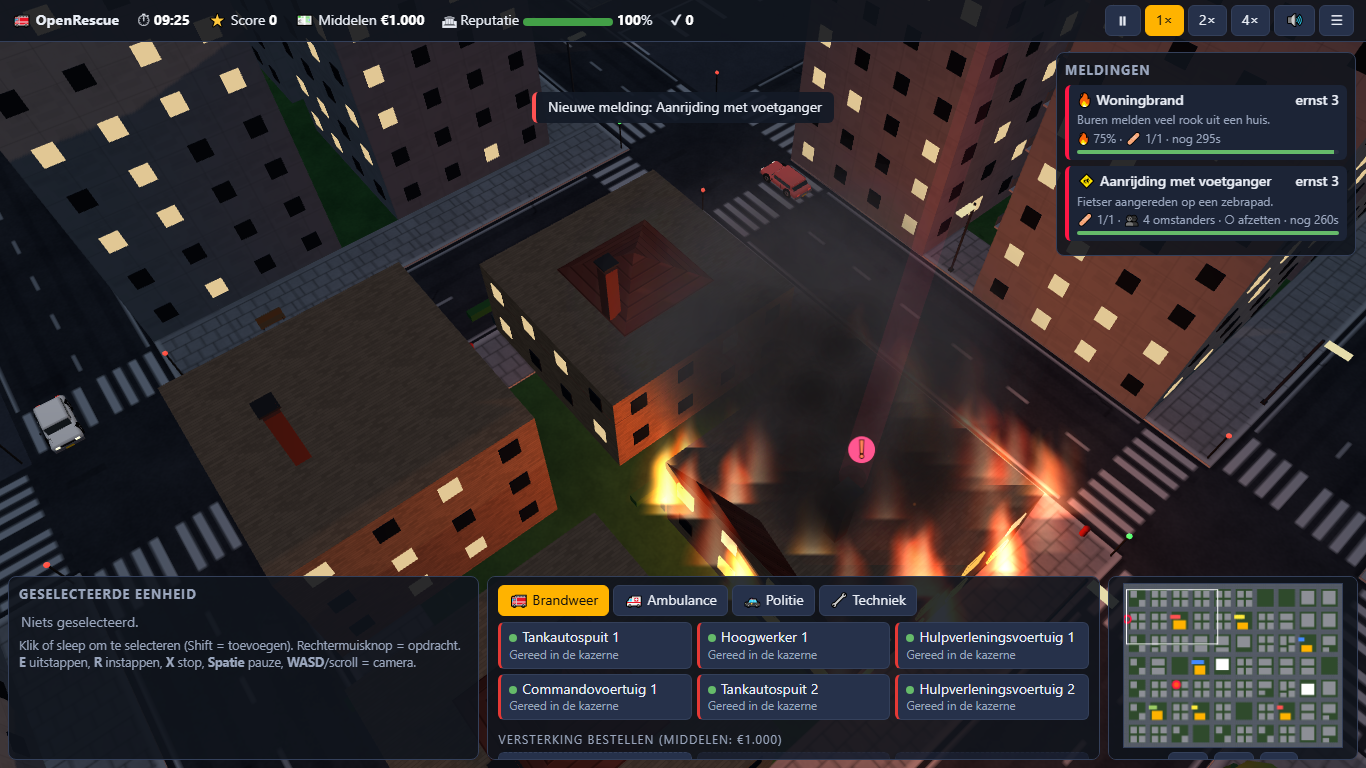 OpenRescue 09:25 Score 0 Middelen €1.000 Reputatie 100% ✓ 0 1× 2× 4×
Nieuwe melding: Aanrijding met voetganger
MELDINGEN
Woningbrand ernst 3
Buren melden veel rook uit een huis.
75% · 1/1 · nog 295s
Aanrijding met voetganger ernst 3
Fietser aangereden op een zebrapad.
1/1 · 4 omstanders · afzetten · nog 260s
GESELECTEERDE EENHEID
Niets geselecteerd.
Klik of sleep om te selecteren (Shift = toevoegen). Rechtermuisknop = opdracht.
E uitstappen, R instappen, X stop, Spatie pauze, WASD/scroll = camera.
Brandweer Ambulance Politie Techniek
Tankautospuit 1 Hoogwerker 1 Hulpverleningsvoertuig 1
Gereed in de kazerne Gereed in de kazerne Gereed in de kazerne
Commandovoertuig 1 Tankautospuit 2 Hulpverleningsvoertuig 2
Gereed in de kazerne Gereed in de kazerne Gereed in de kazerne
VERSTERKING BESTELLEN (MIDDELEN: €1.000)